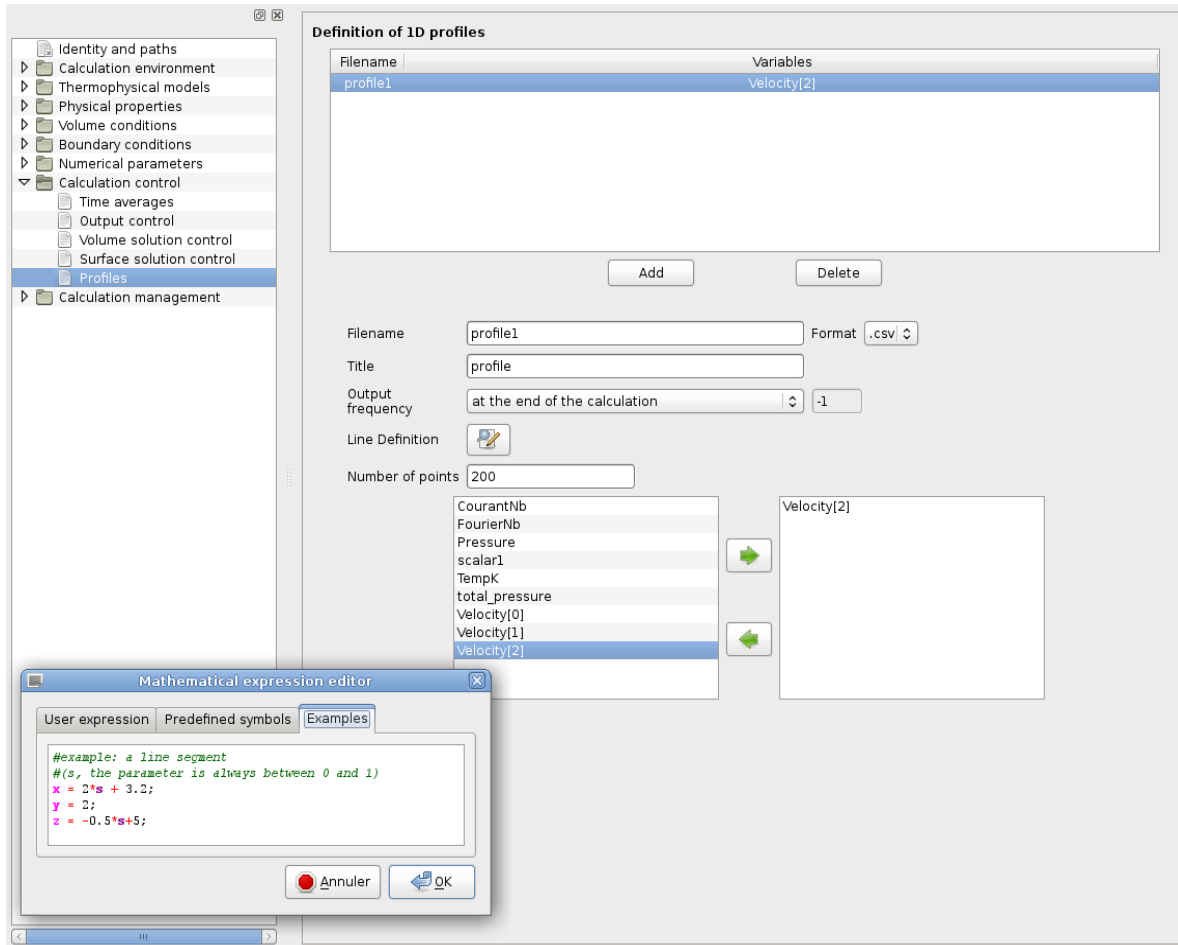 Identity and paths
Calculation environment
Thermophysical models
Physical properties
Volume conditions
Boundary conditions
Numerical parameters
Calculation control
Time averages
Output control
Volume solution control
Surface solution control
Profiles
Calculation management
Definition of 1D profiles
Filename Variables
profile1 Velocity[2]
Add Delete
Filename profile1 Format .csv
Title profile
Output
frequency at the end of the calculation -1
Line Definition
Number of points 200
CourantNb
FourierNb
Pressure
scalar1
TempK
total_pressure
Velocity[0]
Velocity[1]
Velocity[2]
Velocity[2]
Mathematical expression editor
User expression Predefined symbols Examples
#example: a line segment
#(s, the parameter is always between 0 and 1)
x = 2*s + 3.2;
y = 2;
z = -0.5*s+5;
Annuler OK